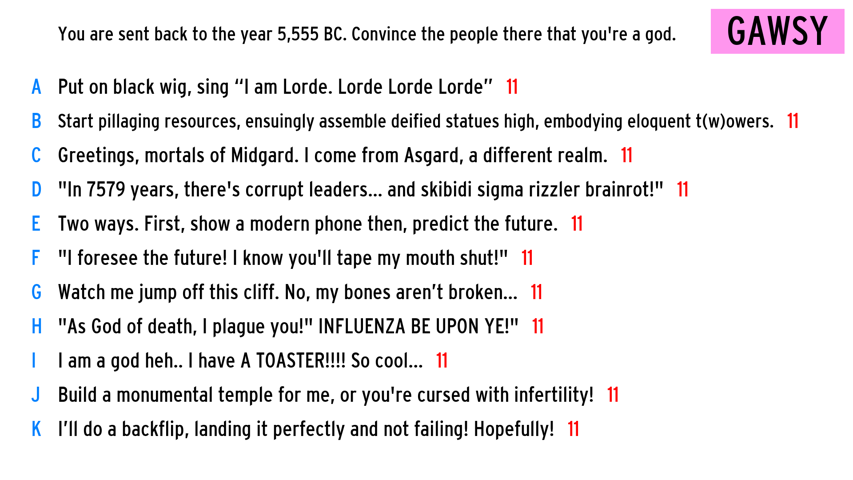 You are sent back to the year 5,555 BC. Convince the people there that you're a god.
GAWSY
A Put on black wig, sing “I am Lorde. Lorde Lorde Lorde” 11
B Start pillaging resources, ensuingly assemble deified statues high, embodying eloquent t(w)owers. 11
C Greetings, mortals of Midgard. I come from Asgard, a different realm. 11
D "In 7579 years, there's corrupt leaders... and skibidi sigma rizzler brainrot!" 11
E Two ways. First, show a modern phone then, predict the future. 11
F "I foresee the future! I know you'll tape my mouth shut!" 11
G Watch me jump off this cliff. No, my bones aren’t broken... 11
H "As God of death, I plague you!" INFLUENZA BE UPON YE!" 11
I I am a god heh.. I have A TOASTER!!!! So cool... 11
J Build a monumental temple for me, or you're cursed with infertility! 11
K I’ll do a backflip, landing it perfectly and not failing! Hopefully! 11